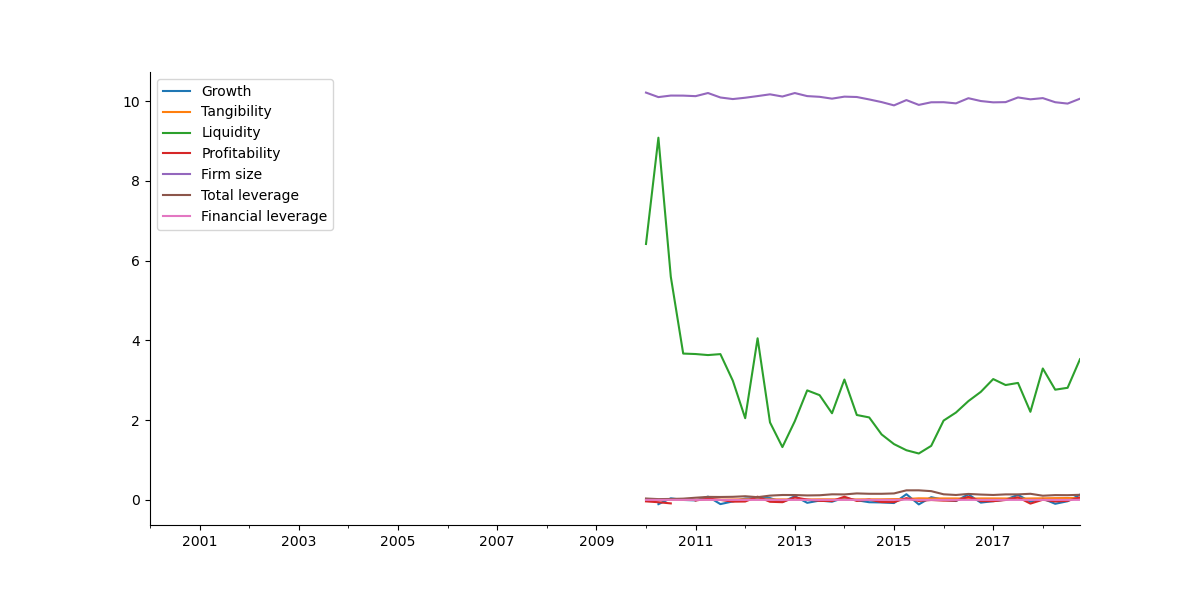 Growth
Tangibility
Liquidity
Profitability
Firm size
Total leverage
Financial leverage
10
8
6
4
2
0
2001 2003 2005 2007 2009 2011 2013 2015 2017